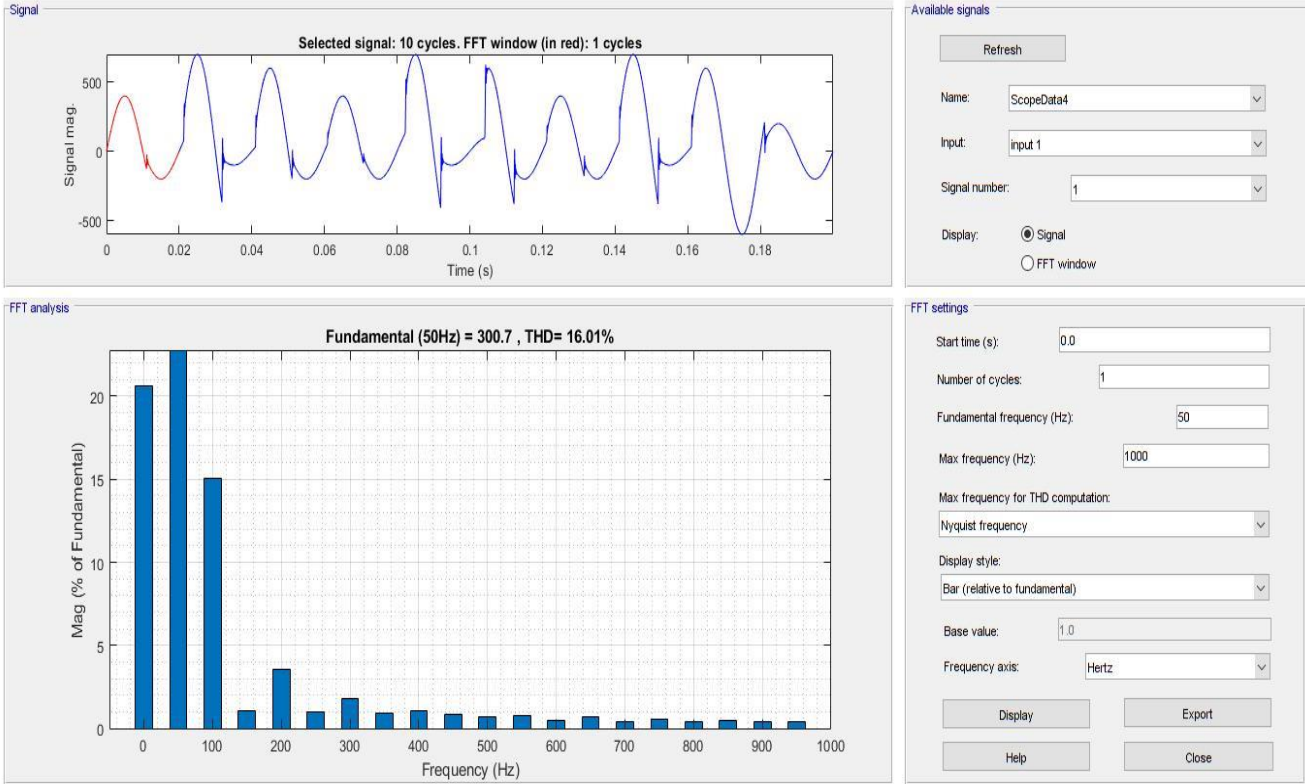 Signal
Selected signal: 10 cycles. FFT window (in red): 1 cycles
500
0
-500
Signal mag.
0 0.02 0.04 0.06 0.08 0.1 0.12 0.14 0.16 0.18
Time (s)
Available signals
Refresh
Name: ScopeData4
Input: input 1
Signal number: 1
Display: Signal
FFT window
FFT analysis
Fundamental (50Hz) = 300.7 , THD= 16.01%
20
15
10
5
0
Mag (% of Fundamental)
0 100 200 300 400 500 600 700 800 900 1000
Frequency (Hz)
FFT settings
Start time (s): 0.0
Number of cycles: 1
Fundamental frequency (Hz): 50
Max frequency (Hz): 1000
Max frequency for THD computation:
Nyquist frequency
Display style:
Bar (relative to fundamental)
Base value: 1.0
Frequency axis: Hertz
Display Export
Help Close